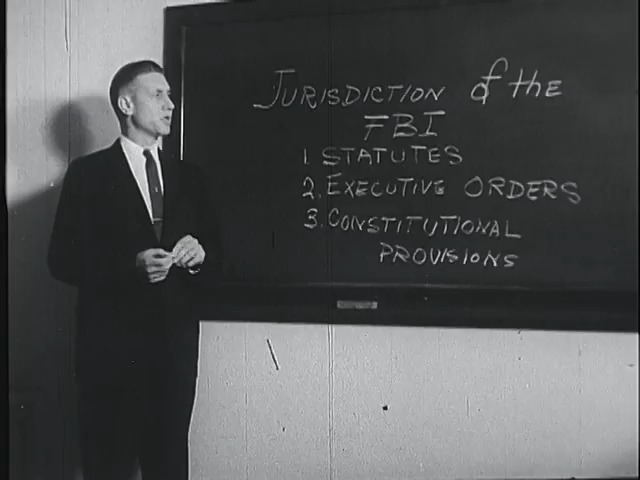 JURISDICTION of the
FBI
1. STATUTES
2. EXECUTIVE ORDERS
3. CONSTITUTIONAL
PROVISIONS